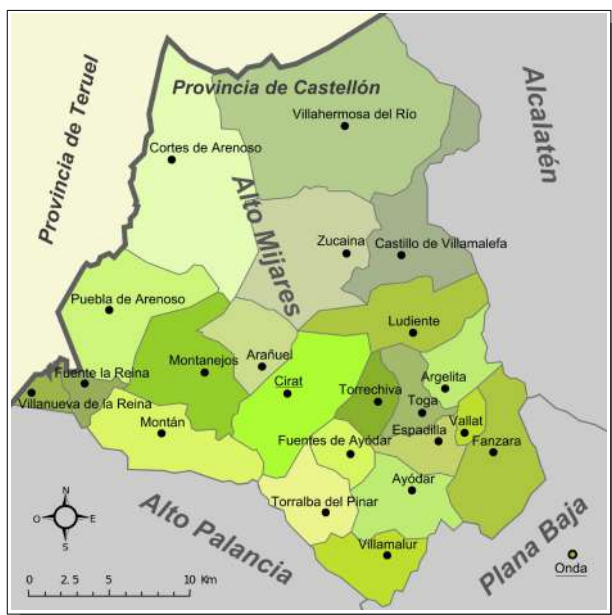 Provincia de Teruel
Provincia de Castellón
Alcalatén
Villahermosa del Río
Cortes de Arenoso
Alto Mijares
Zucaina
Castillo de Villamalefa
Puebla de Arenoso
Ludiente
Arañuel
Montanejos
Fuente la Reina
Cirat
Argelita
Villanueva de la Reina
Torrechiva
Toga
Vallat
Montán
Fuentes de Ayódar
Espadilla
Fanzara
Ayódar
Torralba del Pinar
Alto Palancia
Villamalur
Plana Baja
Onda
N
O
E
S
0 2.5 5 10 Km